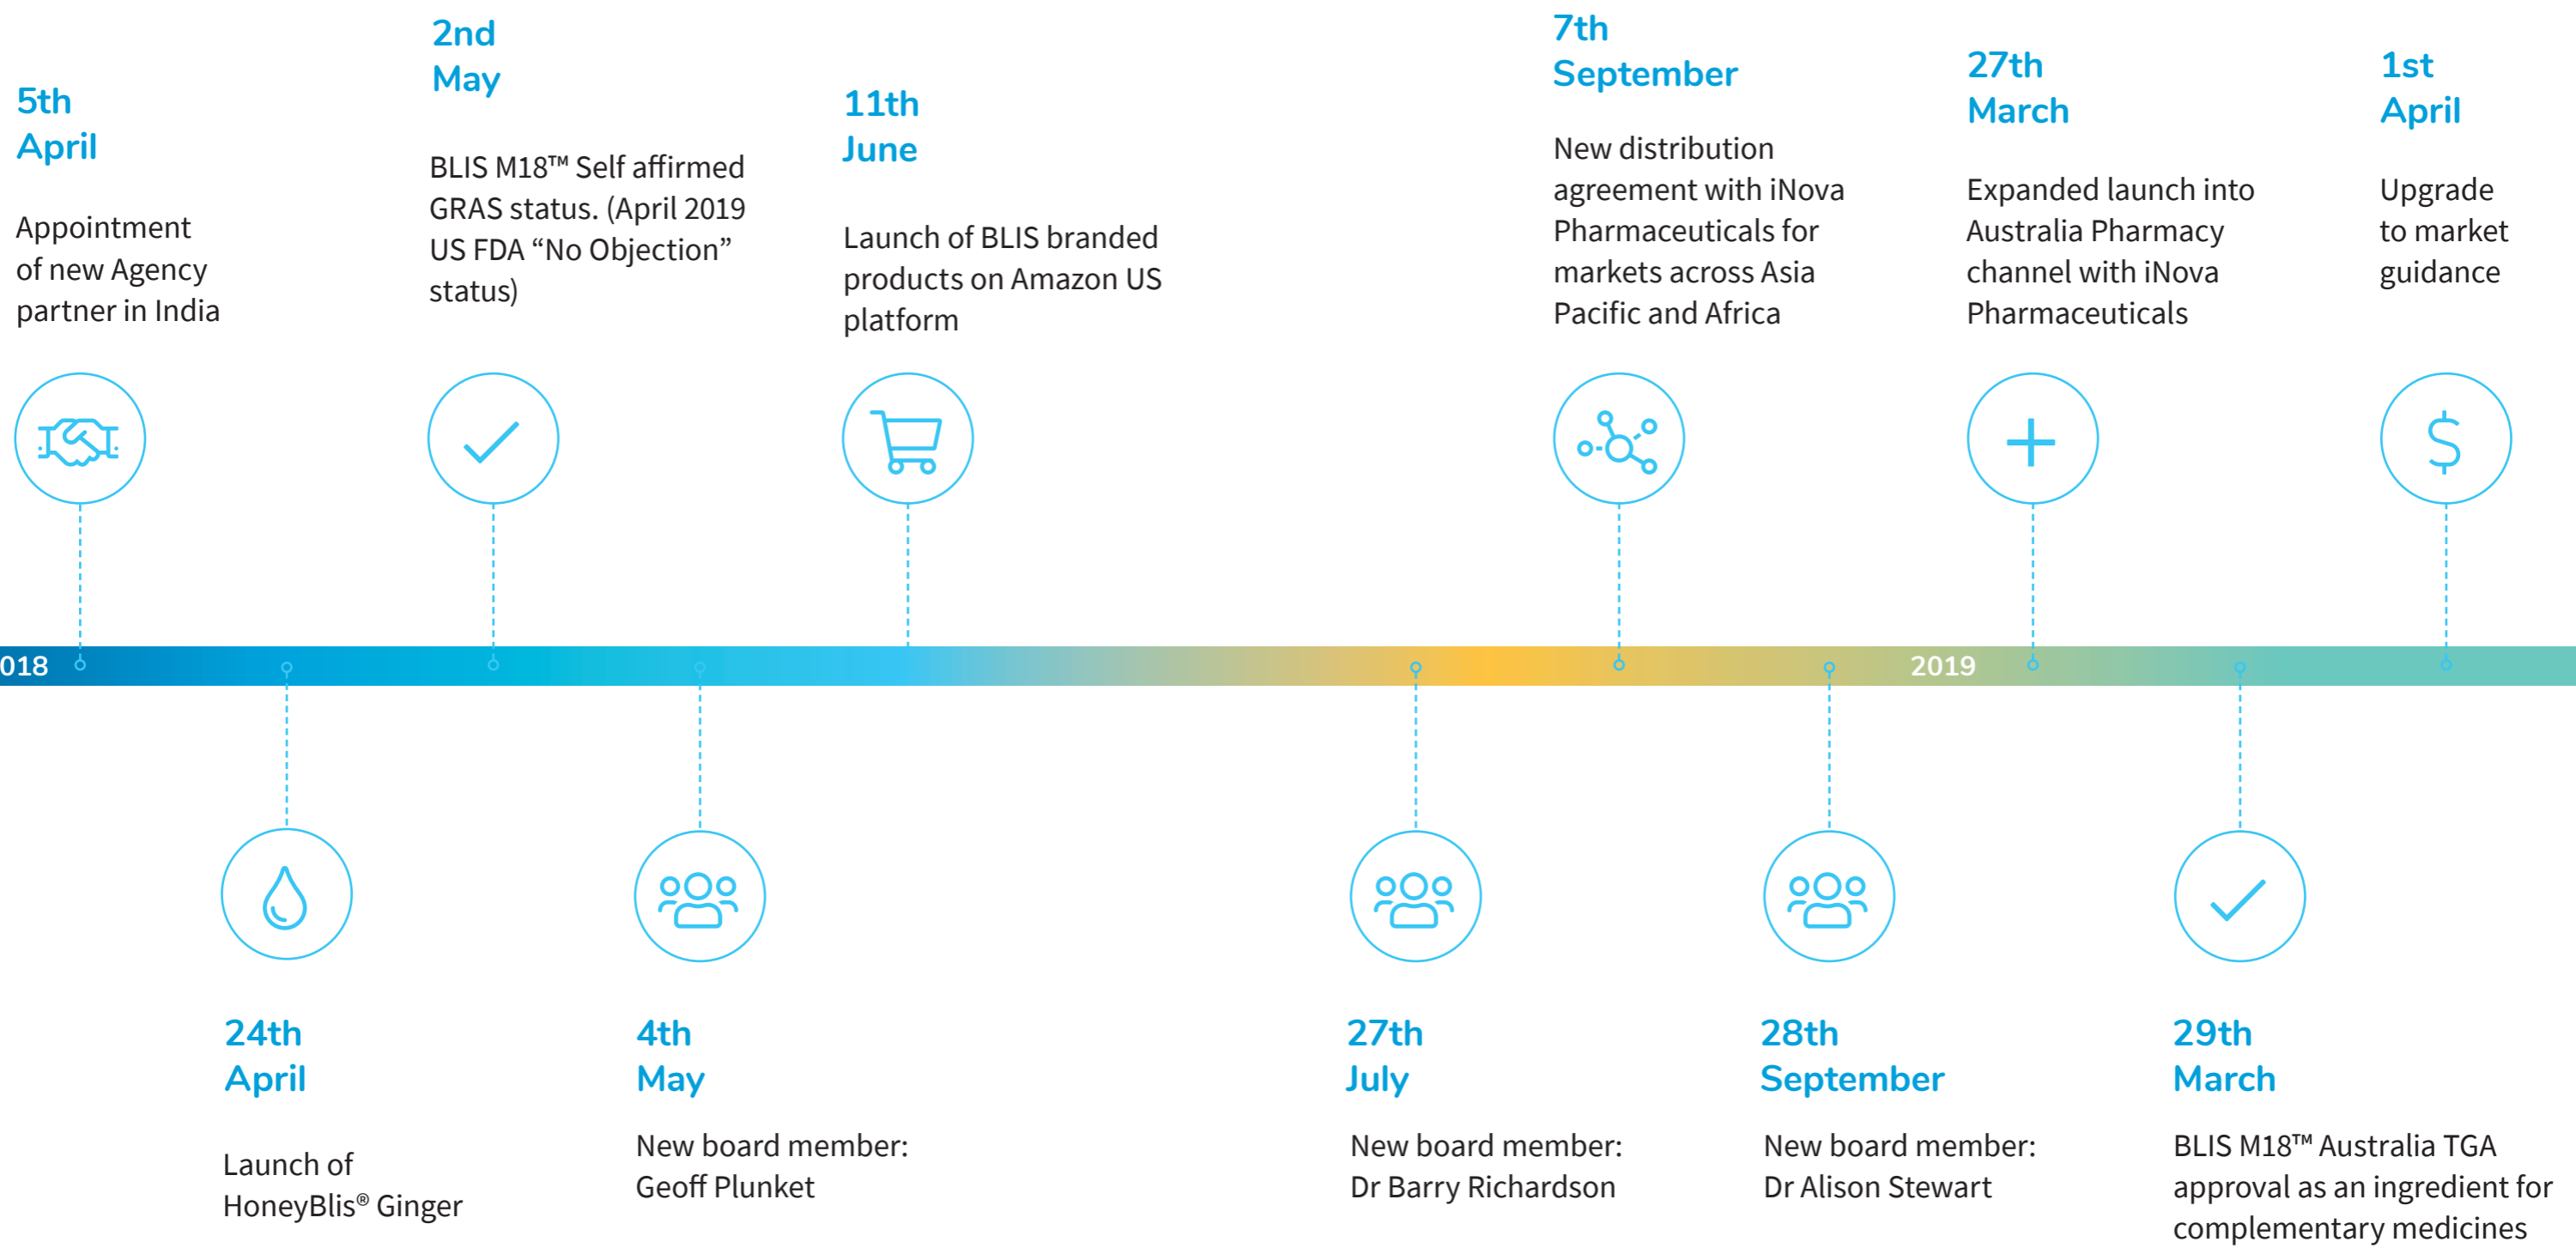 5th
April
Appointment
of new Agency
partner in India
2nd
May
BLIS M18™ Self affirmed
GRAS status. (April 2019
US FDA “No Objection”
status)
11th
June
Launch of BLIS branded
products on Amazon US
platform
7th
September
New distribution
agreement with iNova
Pharmaceuticals for
markets across Asia
Pacific and Africa
27th
March
Expanded launch into
Australia Pharmacy
channel with iNova
Pharmaceuticals
1st
April
Upgrade
to market
guidance
$
018
2019
24th
April
Launch of
HoneyBlis® Ginger
4th
May
New board member:
Geoff Plunket
27th
July
New board member:
Dr Barry Richardson
28th
September
New board member:
Dr Alison Stewart
29th
March
BLIS M18™ Australia TGA
approval as an ingredient for
complementary medicines